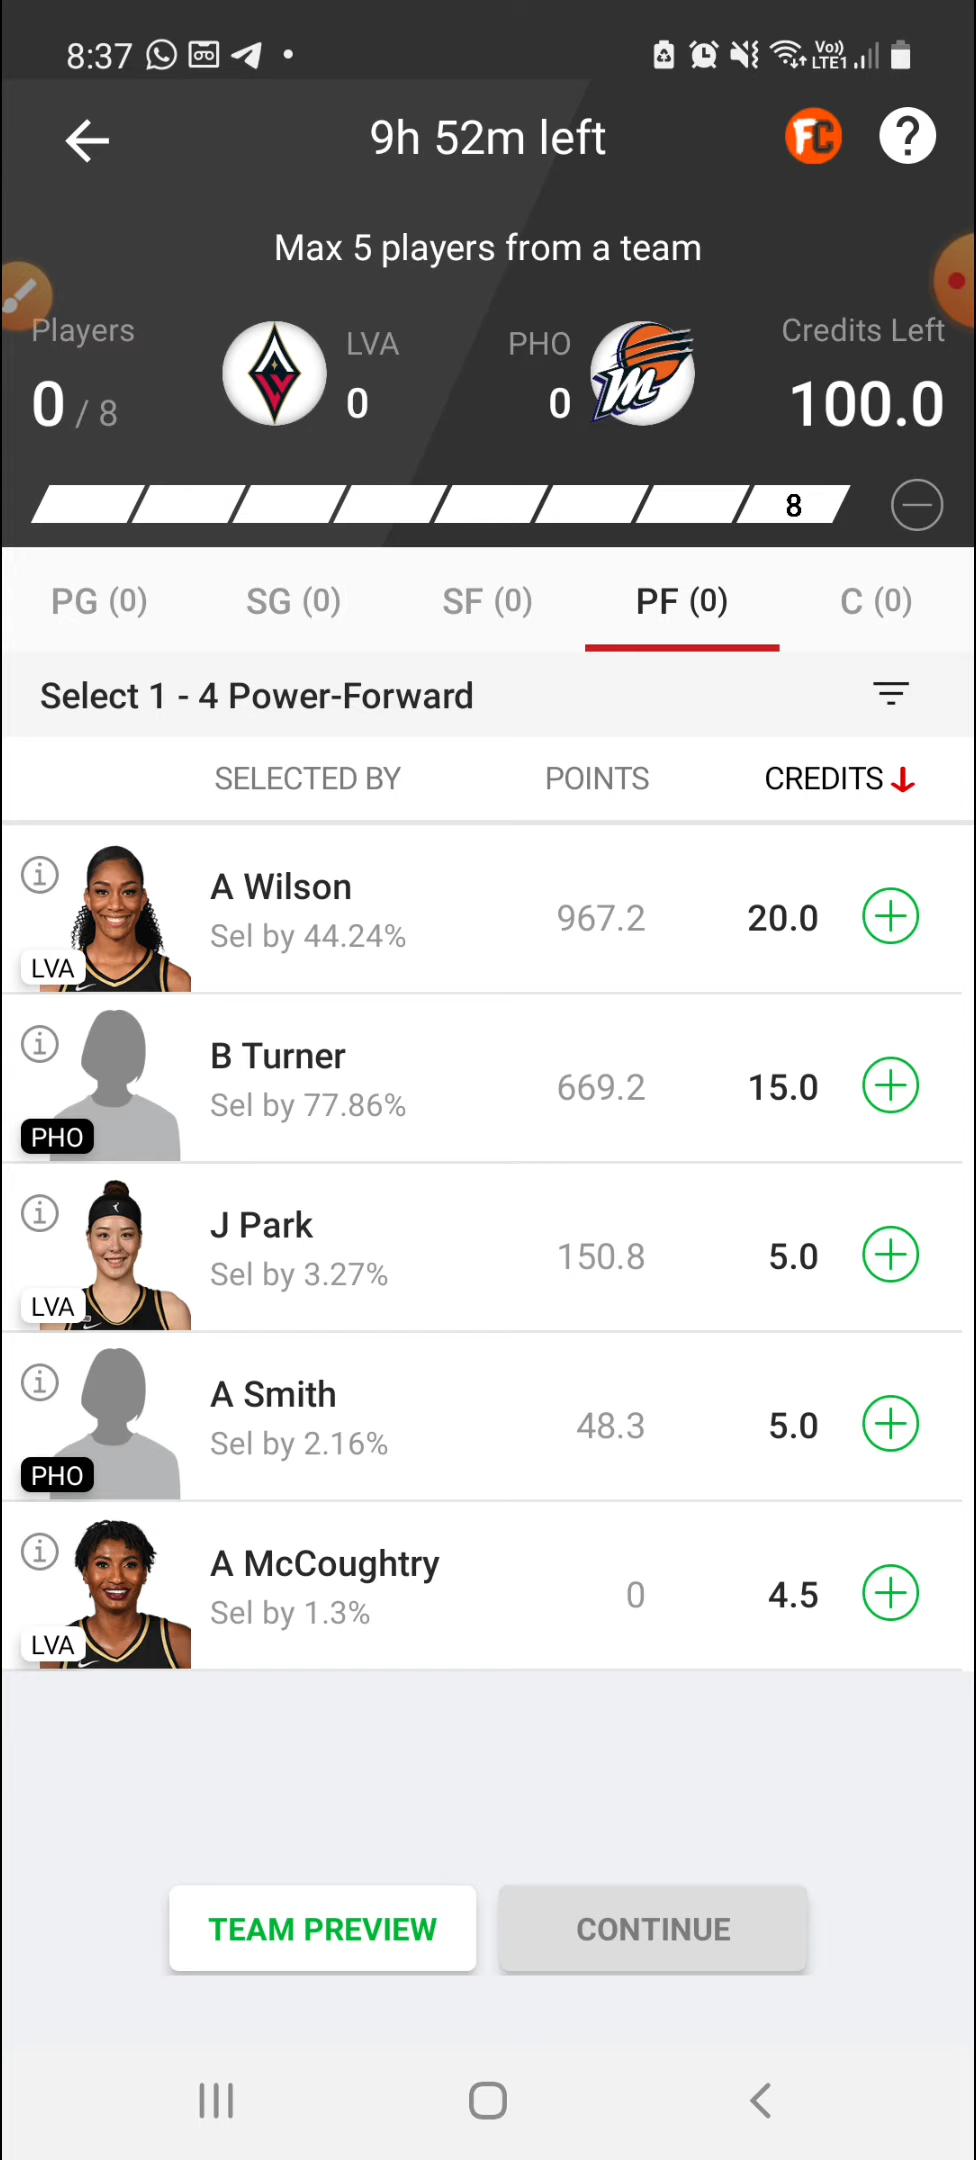 8:37 Vo)) LTE1
9h 52m left FC ?
Max 5 players from a team
Players LVA PHO Credits Left
0 / 8 0 0 100.0
8
PG (0) SG (0) SF (0) PF (0) C (0)
Select 1 - 4 Power-Forward
SELECTED BY POINTS CREDITS
A Wilson
Sel by 44.24% 967.2 20.0
LVA
B Turner
Sel by 77.86% 669.2 15.0
PHO
J Park
Sel by 3.27% 150.8 5.0
LVA
A Smith
Sel by 2.16% 48.3 5.0
PHO
A McCoughtry
Sel by 1.3% 0 4.5
LVA
TEAM PREVIEW CONTINUE